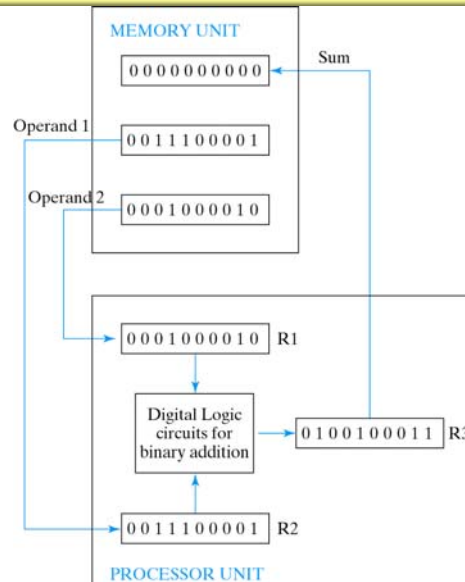 MEMORY UNIT
Sum
0 0 0 0 0 0 0 0 0 0
Operand 1
0 0 1 1 1 0 0 0 0 1
Operand 2
0 0 0 1 0 0 0 0 1 0
0 0 0 1 0 0 0 0 1 0 R1
Digital Logic
circuits for
binary addition
0 1 0 0 1 0 0 0 1 1 R3
0 0 1 1 1 0 0 0 0 1 R2
PROCESSOR UNIT